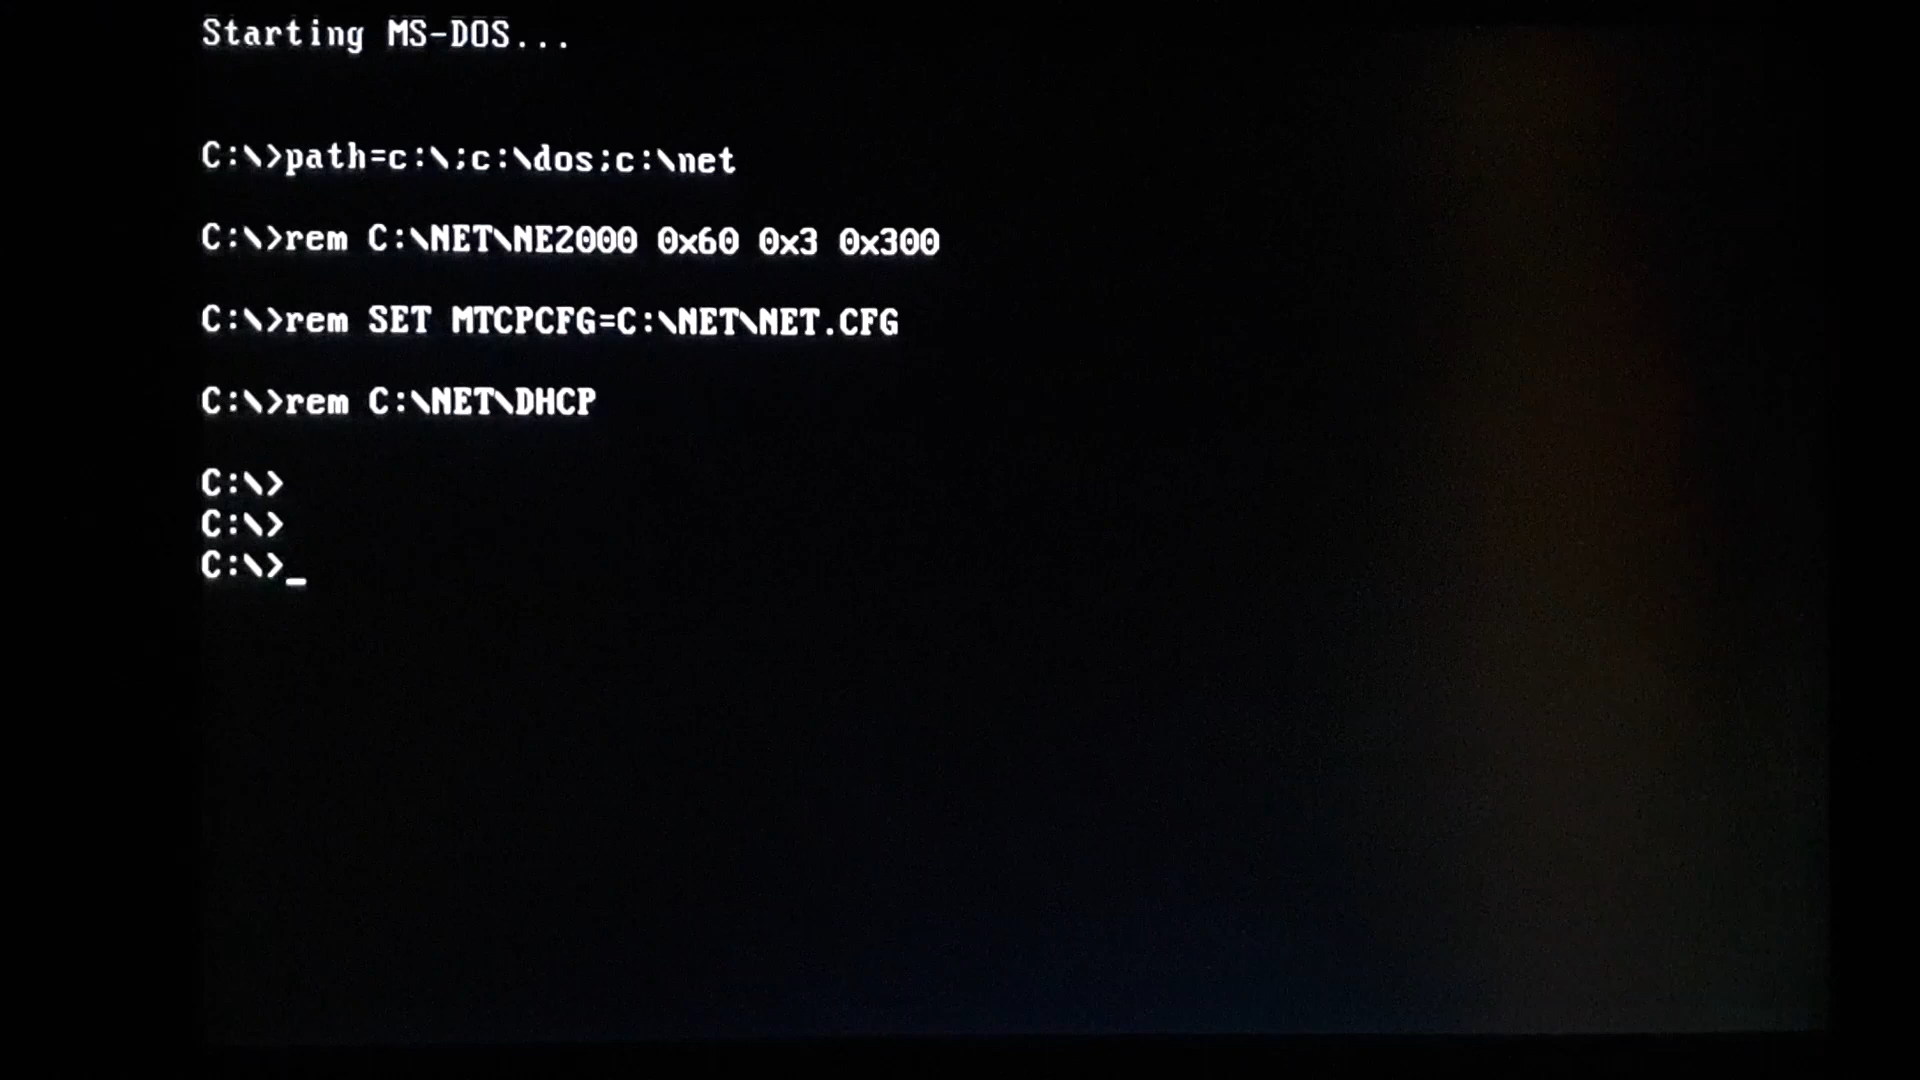 Starting MS-DOS...
C:\>path=c:\;c:\dos;c:\net
C:\>rem C:\NET\NE2000 0x60 0x3 0x300
C:\>rem SET MTCPCFG=C:\NET\NET.CFG
C:\>rem C:\NET\DHCP
C:\>
C:\>
C:\>_